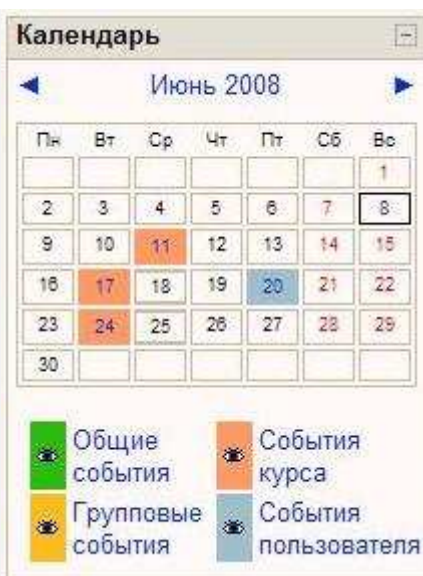 Календарь
Июнь 2008
Пн Вт Ср Чт Пт Сб Вс
1
2 3 4 5 6 7 8
9 10 11 12 13 14 15
16 17 18 19 20 21 22
23 24 25 26 27 28 29
30
Общие События
события курса
Групповые События
события пользователя